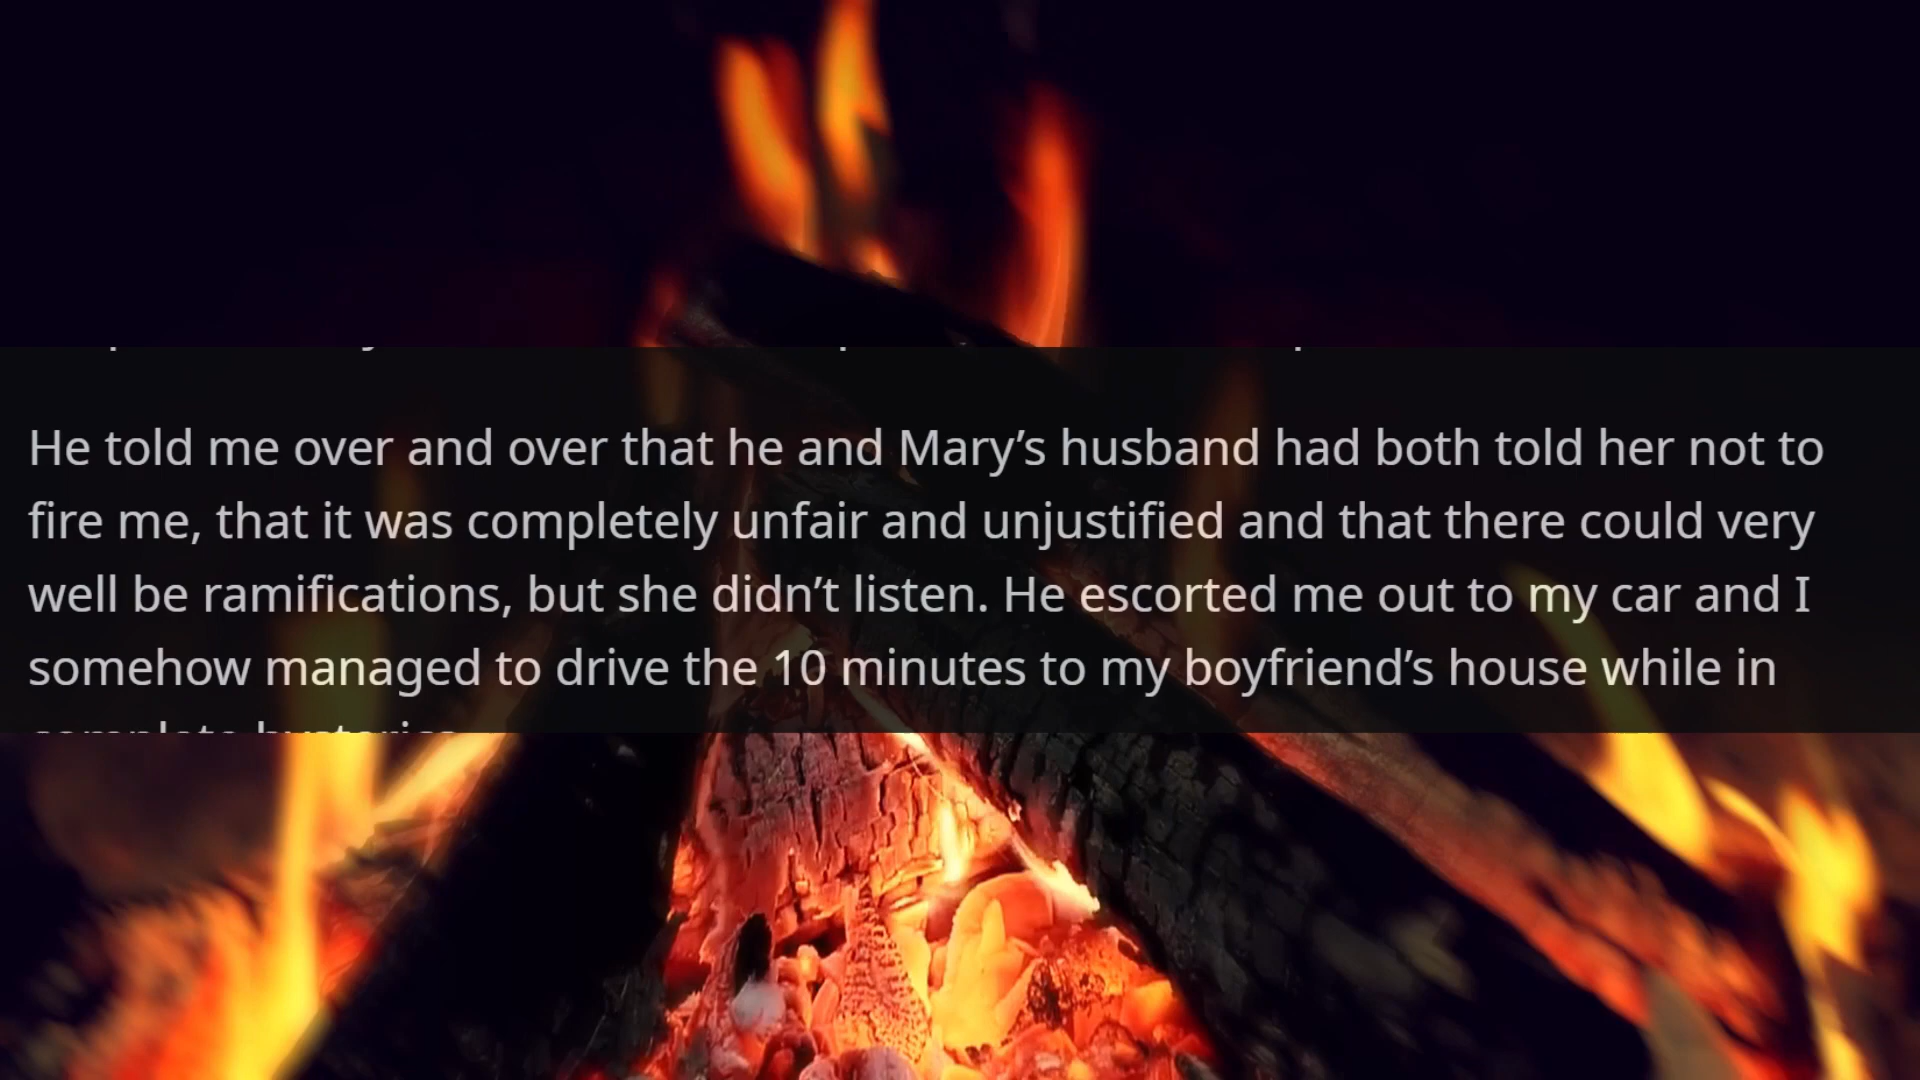 He told me over and over that he and Mary’s husband had both told her not to
fire me, that it was completely unfair and unjustified and that there could very
well be ramifications, but she didn’t listen. He escorted me out to my car and I
somehow managed to drive the 10 minutes to my boyfriend’s house while in
complete hysterics